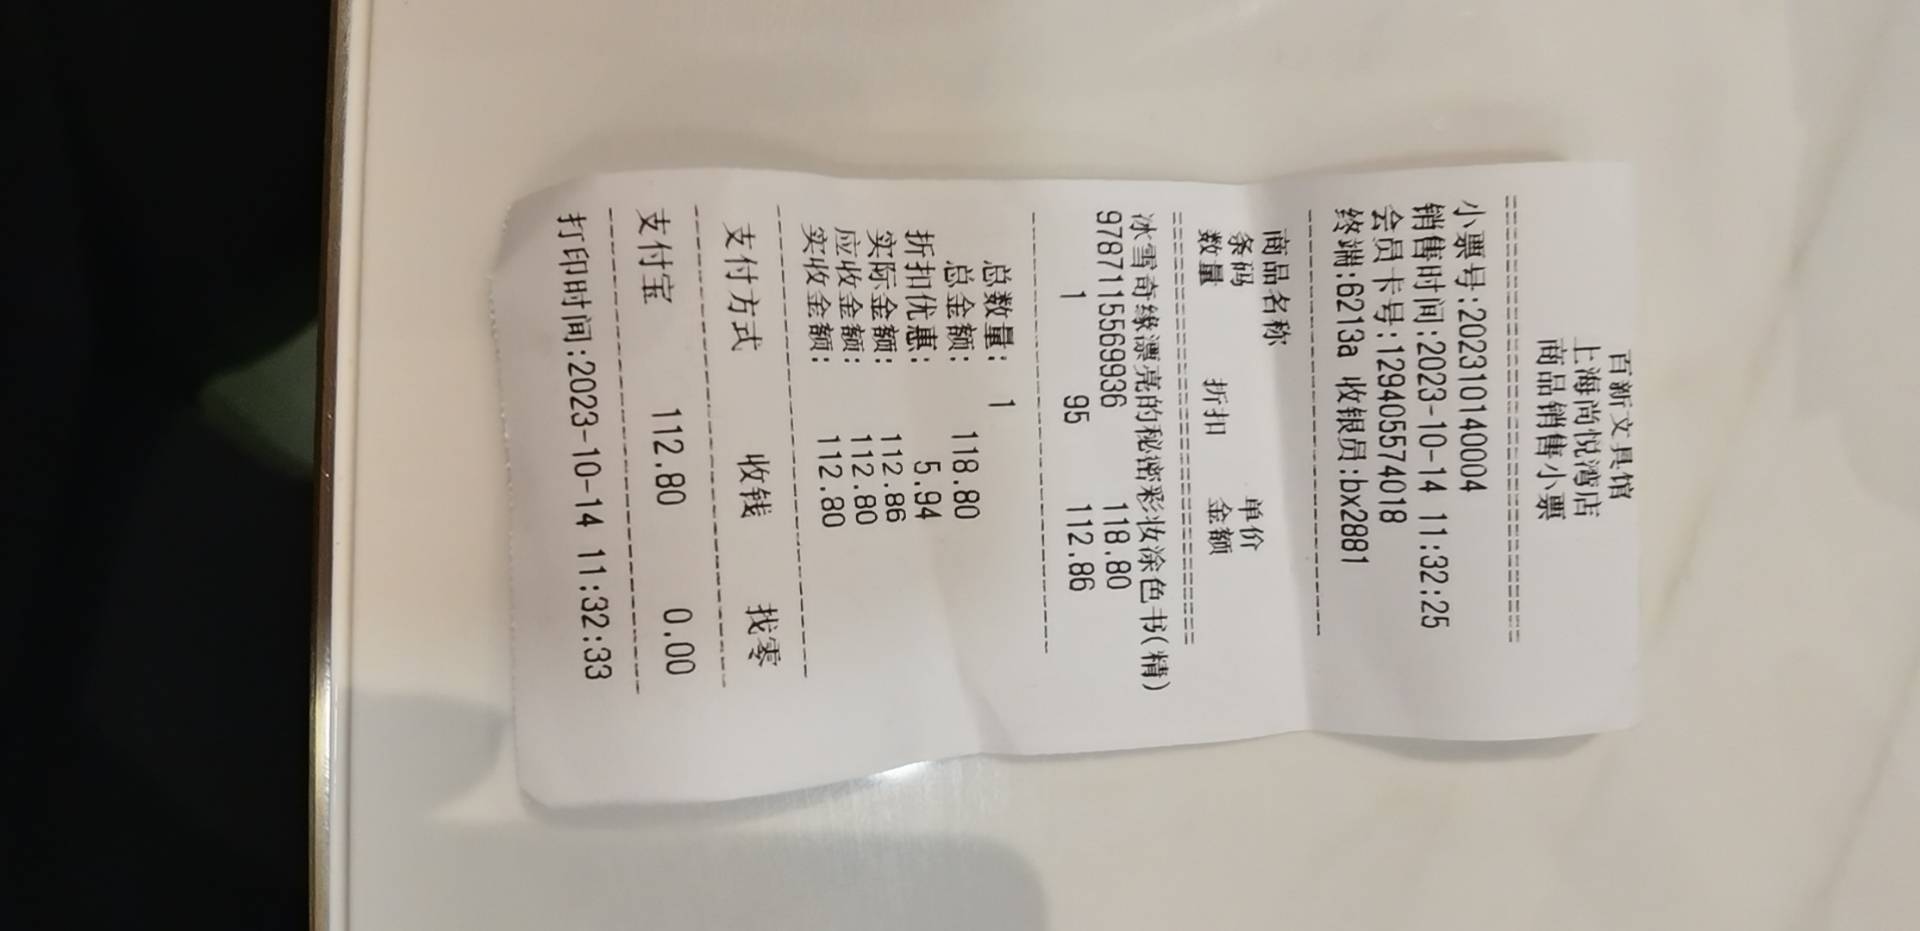 百新文具馆
上海尚悦湾店
商品销售小票
================================
小票号:202310140004
销售时间:2023-10-14 11:32:25
会员卡号:129405574018
终端:6213a 收银员:bx2881
--------------------------------
商品名称
条码 单价
数量 折扣 金额
================================
冰雪奇缘漂亮的秘密彩妆涂色书(精)
9787115569936 118.80
1 95 112.86
--------------------------------
总数量: 1
总金额: 118.80
折扣优惠: 5.94
实际金额: 112.86
应收金额: 112.80
实收金额: 112.80
--------------------------------
支付方式 收钱 找零
--------------------------------
支付宝 112.80 0.00
--------------------------------
打印时间:2023-10-14 11:32:33